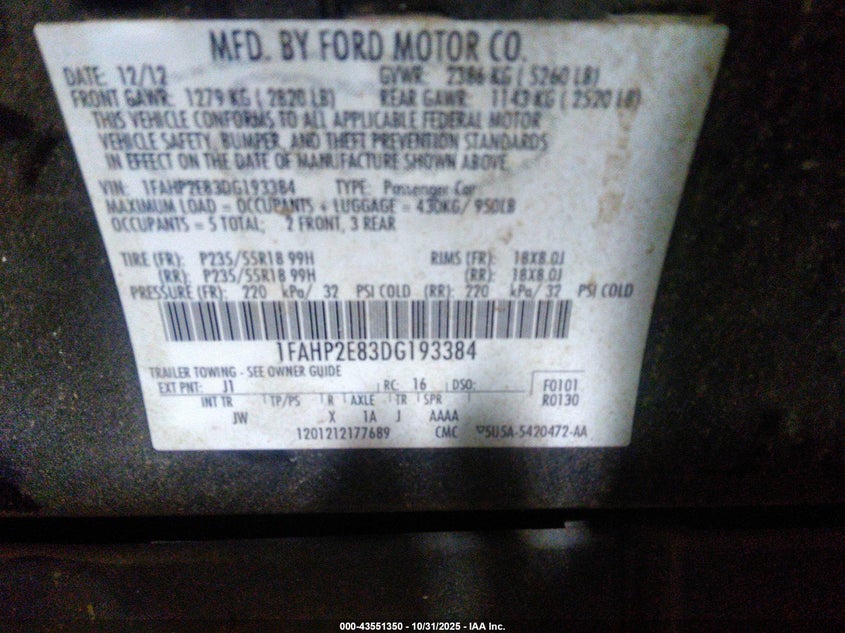 MFD. BY FORD MOTOR CO.
DATE: 12/12 GVWR: 2386 KG ( 5260 LB)
FRONT GAWR: 1279 KG ( 2820 LB) REAR GAWR: 1143 KG ( 2520 LB)
THIS VEHICLE CONFORMS TO ALL APPLICABLE FEDERAL MOTOR
VEHICLE SAFETY, BUMPER, AND THEFT PREVENTION STANDARDS
IN EFFECT ON THE DATE OF MANUFACTURE SHOWN ABOVE.
VIN: 1FAHP2E83DG193384 TYPE: Passenger Car
MAXIMUM LOAD = OCCUPANTS + LUGGAGE = 430KG/ 950LB
OCCUPANTS = 5 TOTAL; 2 FRONT, 3 REAR
TIRE (FR): P235/55R18 99H RIMS (FR): 18X8.0J
(RR): P235/55R18 99H (RR): 18X8.0J
PRESSURE (FR): 220 kPa/ 32 PSI COLD (RR): 220 kPa/ 32 PSI COLD
1FAHP2E83DG193384
TRAILER TOWING - SEE OWNER GUIDE
EXT PNT: J1 RC: 16 DSO: F0101
INT TR TP/PS R AXLE TR SPR R0130
JW X 1A J AAAA
1201212177689 CMC 5U5A-5420472-AA
000-43551350 - 10/31/2025 - IAA Inc.